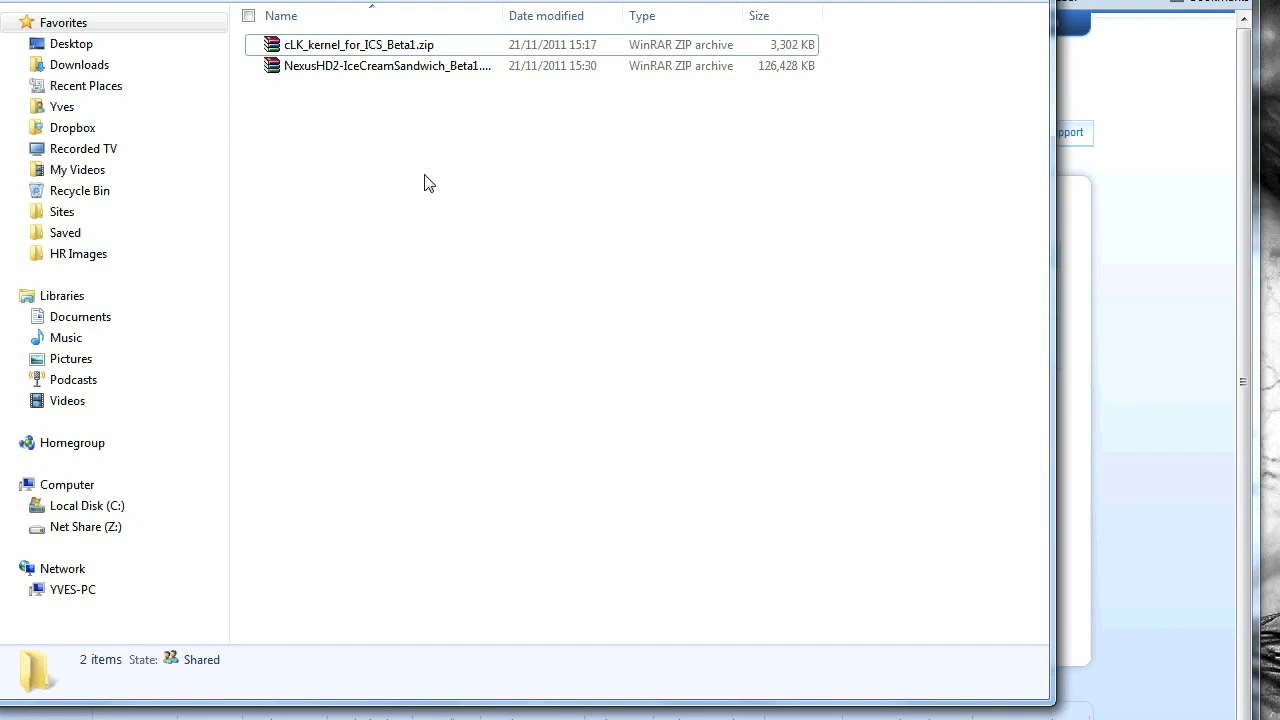 Favorites
Desktop
Downloads
Recent Places
Yves
Dropbox
Recorded TV
My Videos
Recycle Bin
Sites
Saved
HR Images
Libraries
Documents
Music
Pictures
Podcasts
Videos
Homegroup
Computer
Local Disk (C:)
Net Share (Z:)
Network
YVES-PC
Name Date modified Type Size
cLK_kernel_for_ICS_Beta1.zip 21/11/2011 15:17 WinRAR ZIP archive 3,302 KB
NexusHD2-IceCreamSandwich_Beta1.... 21/11/2011 15:30 WinRAR ZIP archive 126,428 KB
pport
2 items State: Shared